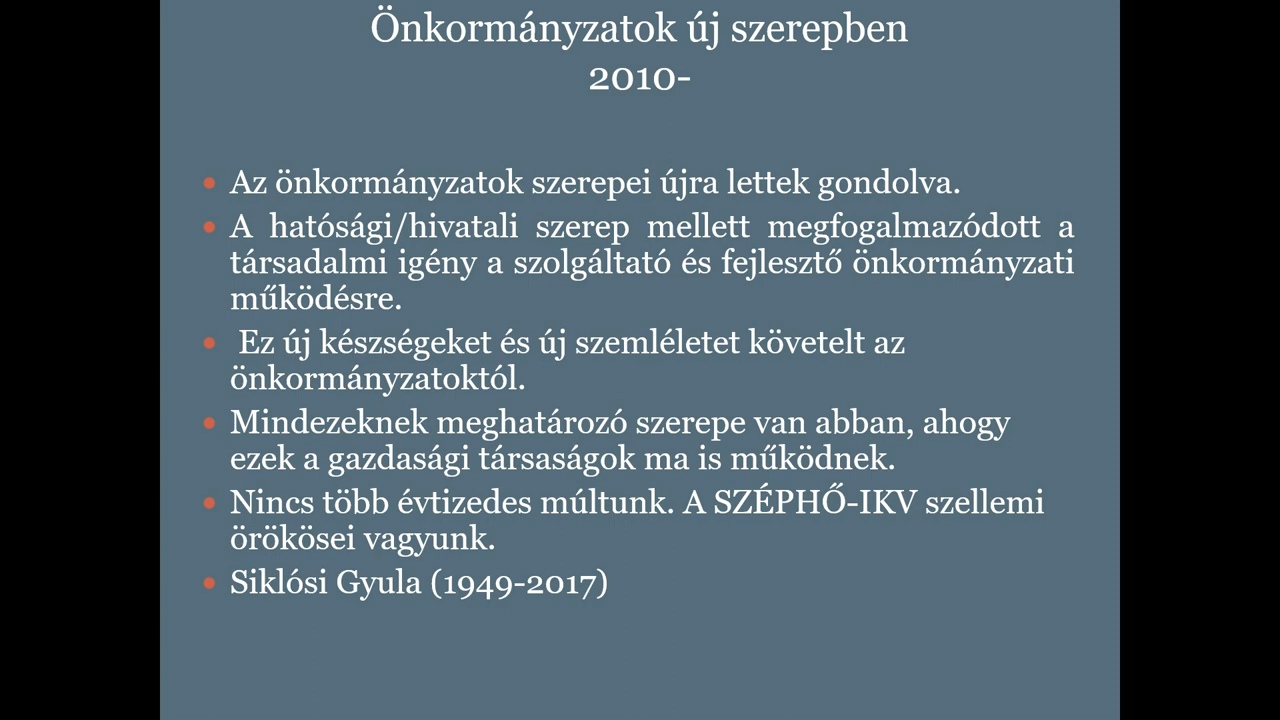 Önkormányzatok új szerepben
2010-
• Az önkormányzatok szerepei újra lettek gondolva.
• A hatósági/hivatali szerep mellett megfogalmazódott a
társadalmi igény a szolgáltató és fejlesztő önkormányzati
működésre.
• Ez új készségeket és új szemléletet követelt az
önkormányzatoktól.
• Mindezeknek meghatározó szerepe van abban, ahogy
ezek a gazdasági társaságok ma is működnek.
• Nincs több évtizedes múltunk. A SZÉPHŐ-IKV szellemi
örökösei vagyunk.
• Siklósi Gyula (1949-2017)